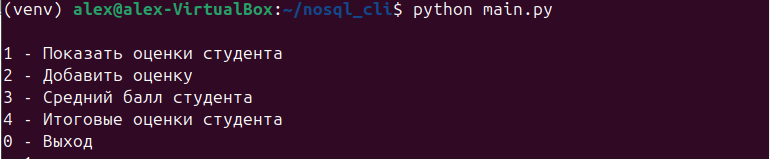 (venv) alex@alex-VirtualBox:~/nosql_cli$ python main.py
1 - Показать оценки студента
2 - Добавить оценку
3 - Средний балл студента
4 - Итоговые оценки студента
0 - Выход